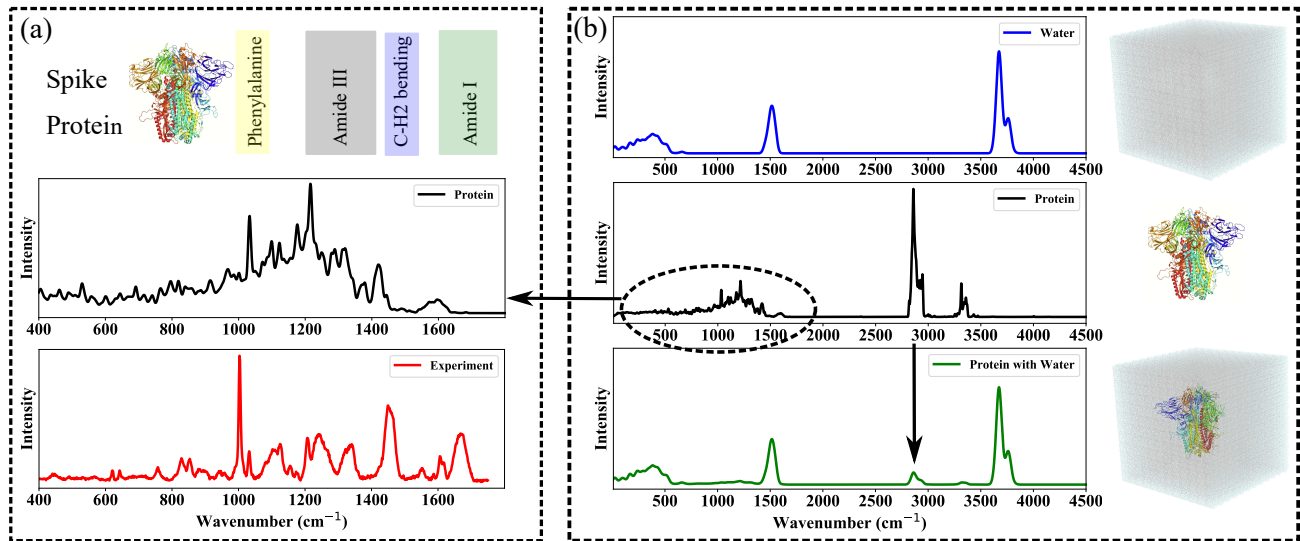 (a)
Spike
Protein
Phenylalanine
Amide III
C-H2 bending
Amide I
Intensity
Protein
400 600 800 1000 1200 1400 1600
Intensity
Experiment
400 600 800 1000 1200 1400 1600
Wavenumber (cm⁻¹)
(b)
Intensity
Water
500 1000 1500 2000 2500 3000 3500 4000 4500
Intensity
Protein
500 1000 1500 2000 2500 3000 3500 4000 4500
Intensity
Protein with Water
500 1000 1500 2000 2500 3000 3500 4000 4500
Wavenumber (cm⁻¹)